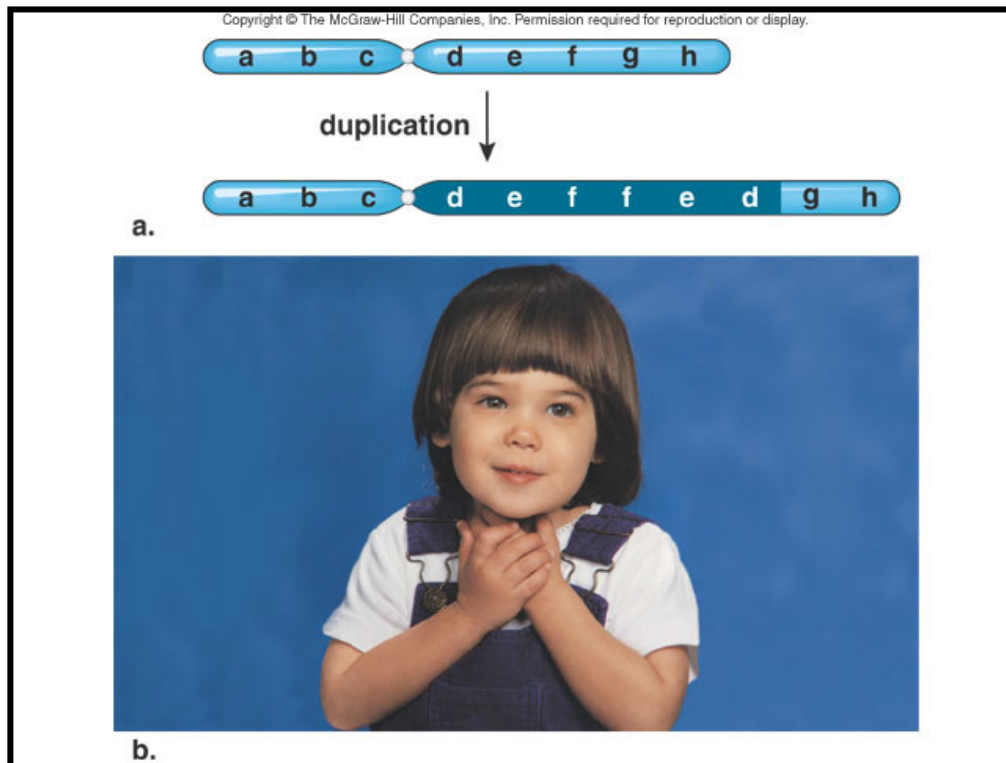 Copyright © The McGraw-Hill Companies, Inc. Permission required for reproduction or display.
a b c d e f g h
duplication
a b c d e f f e d g h
a.
b.